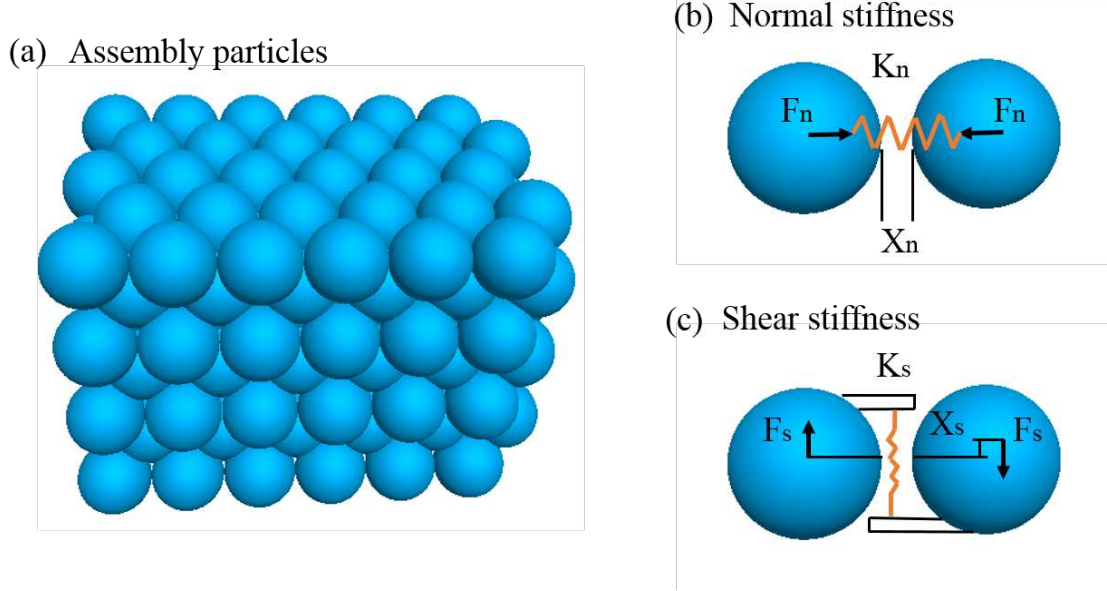 (a) Assembly particles
(b) Normal stiffness
Kn
Fn Fn
Xn
(c) Shear stiffness
Ks
Fs Xs Fs